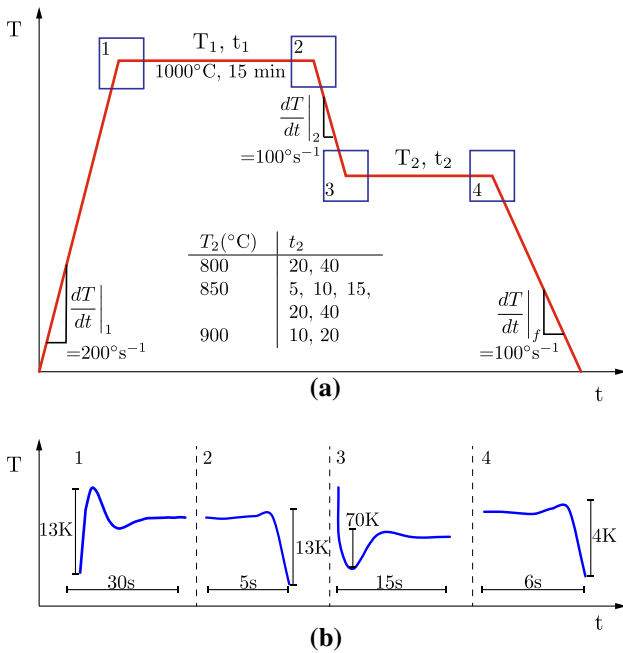 T
1
T₁, t₁
2
1000°C, 15 min
dT/dt|₂
=100°s⁻¹
T₂, t₂
3
4
T₂(°C) t₂
800 20, 40
850 5, 10, 15,
20, 40
900 10, 20
dT/dt|₁
=200°s⁻¹
dT/dt|f
=100°s⁻¹
t
(a)
T
1
2
3
4
13K
13K
70K
4K
30s
5s
15s
6s
t
(b)